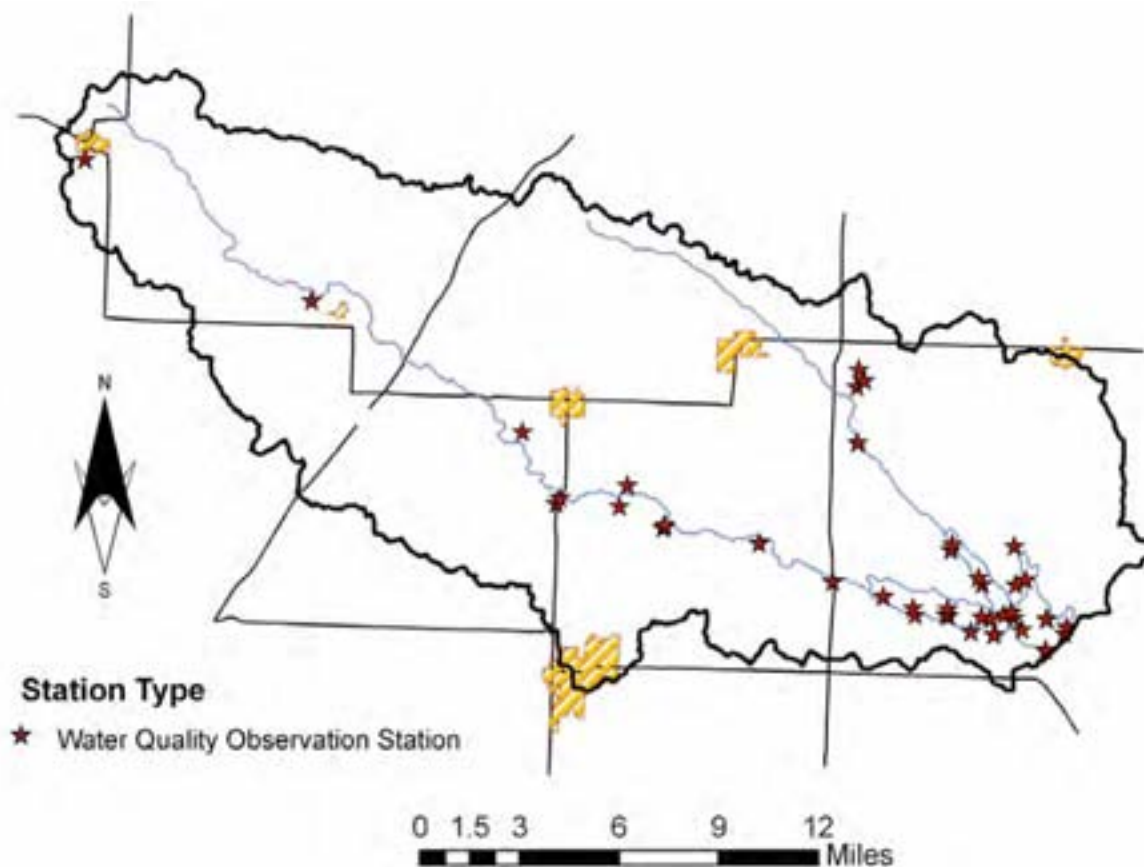 N
S
Station Type
Water Quality Observation Station
0 1.5 3 6 9 12
Miles